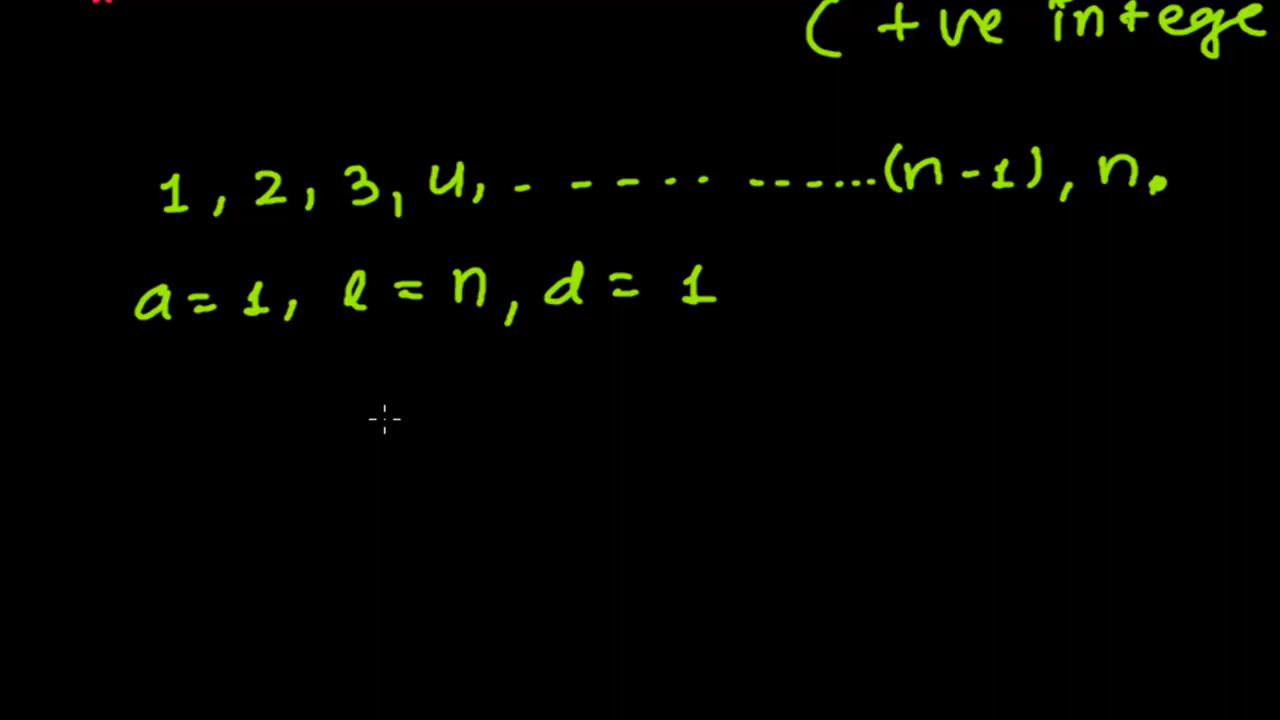 ( +ve intege
1, 2, 3, 4, - - - - · · - - - ... (n-1), n.
a = 1, l = n, d = 1